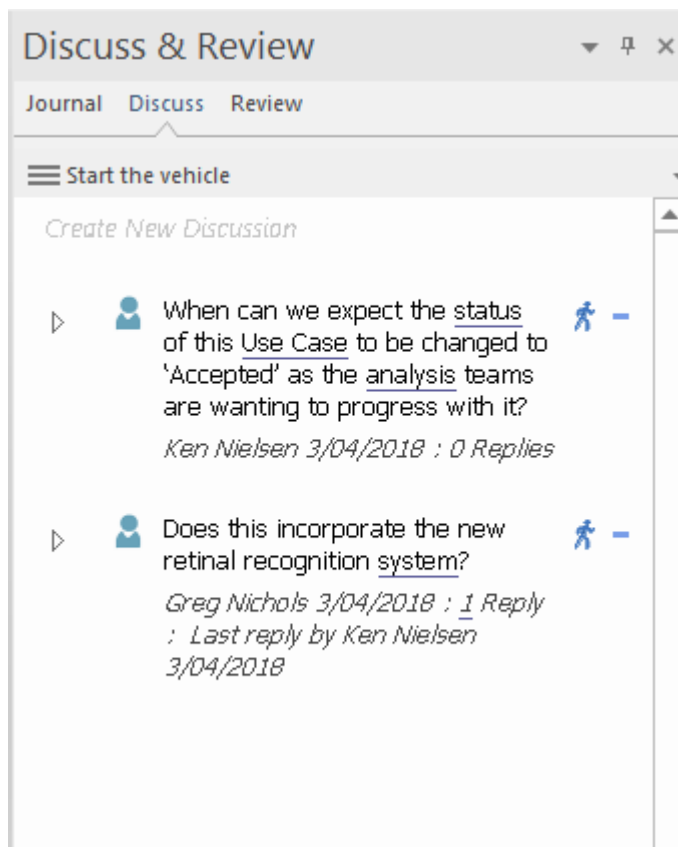 Discuss & Review
Journal Discuss Review
Start the vehicle
Create New Discussion
When can we expect the status
of this Use Case to be changed to
'Accepted' as the analysis teams
are wanting to progress with it?
Ken Nielsen 3/04/2018 : 0 Replies
Does this incorporate the new
retinal recognition system?
Greg Nichols 3/04/2018 : 1 Reply
: Last reply by Ken Nielsen
3/04/2018